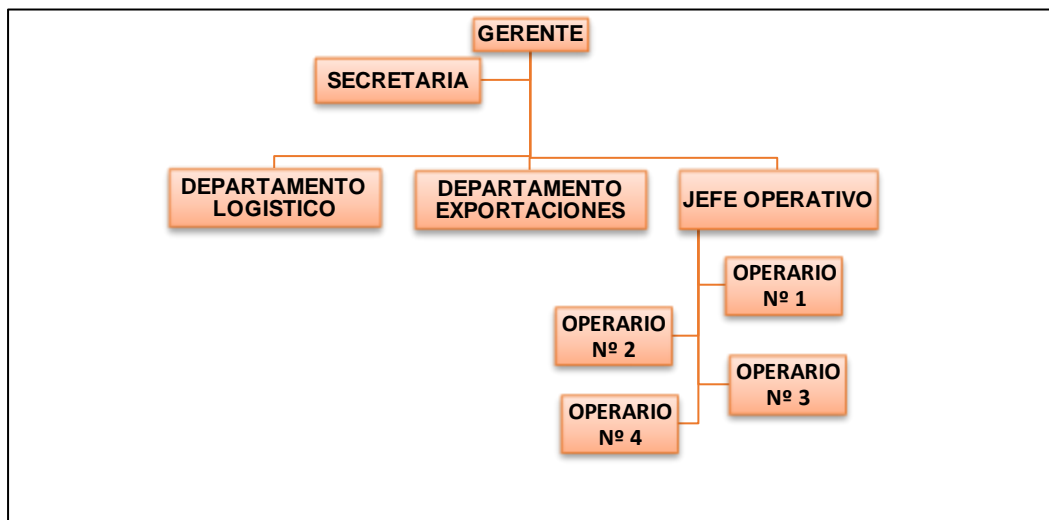 GERENTE
SECRETARIA
DEPARTAMENTO
LOGISTICO
DEPARTAMENTO
EXPORTACIONES
JEFE OPERATIVO
OPERARIO
Nº 1
OPERARIO
Nº 2
OPERARIO
Nº 3
OPERARIO
Nº 4